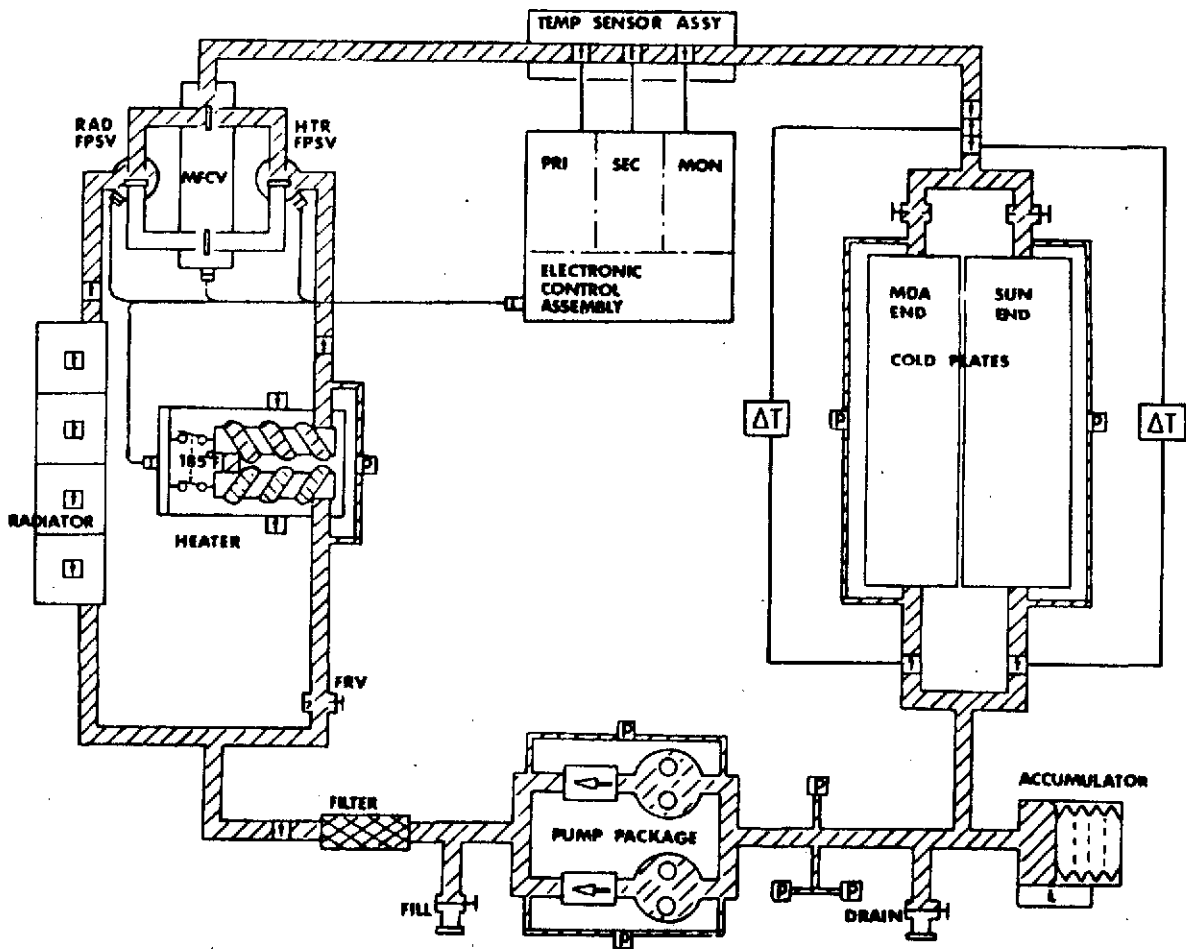 TEMP SENSOR ASSY
RAD
FPSV
HTR
FPSV
MFCV
PRI
SEC
MON
ELECTRONIC
CONTROL
ASSEMBLY
MDA
END
SUN
END
COLD PLATES
ΔT
ΔT
P
P
185
P
RADIATOR
HEATER
FRV
P
FILTER
PUMP PACKAGE
P
P
P
ACCUMULATOR
L
FILL
DRAIN
P